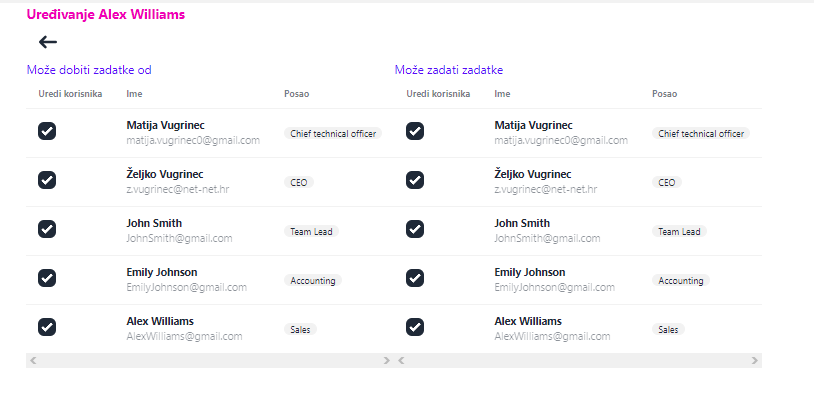 Uređivanje Alex Williams
Može dobiti zadatke od
Uredi korisnika Ime Posao
Matija Vugrinec
matija.vugrinec0@gmail.com
Chief technical officer
Željko Vugrinec
z.vugrinec@net-net.hr
CEO
John Smith
JohnSmith@gmail.com
Team Lead
Emily Johnson
EmilyJohnson@gmail.com
Accounting
Alex Williams
AlexWilliams@gmail.com
Sales
Može zadati zadatke
Uredi korisnika Ime Posao
Matija Vugrinec
matija.vugrinec0@gmail.com
Chief technical officer
Željko Vugrinec
z.vugrinec@net-net.hr
CEO
John Smith
JohnSmith@gmail.com
Team Lead
Emily Johnson
EmilyJohnson@gmail.com
Accounting
Alex Williams
AlexWilliams@gmail.com
Sales